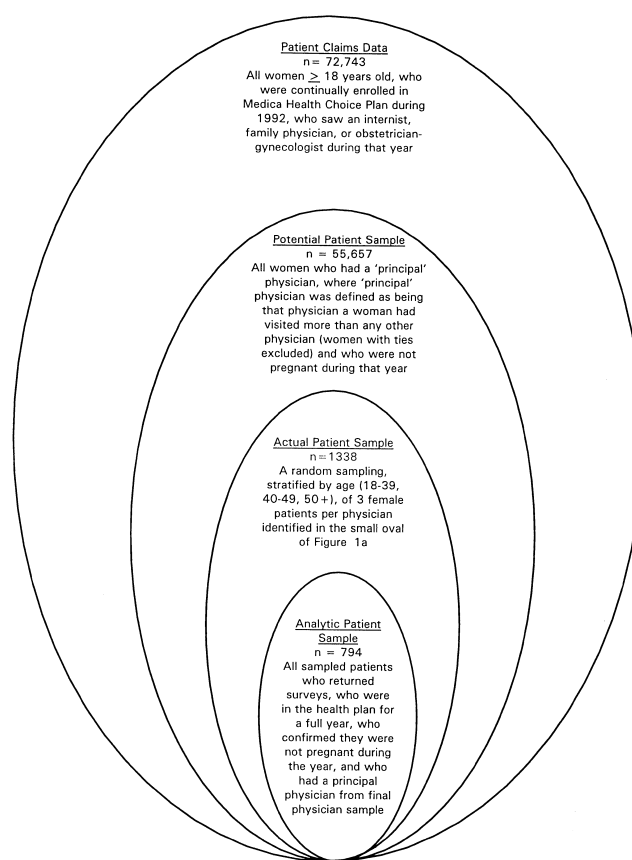 Patient Claims Data
n= 72,743
All women ≥ 18 years old, who
were continually enrolled in
Medica Health Choice Plan during
1992, who saw an internist,
family physician, or obstetrician-
gynecologist during that year
Potential Patient Sample
n = 55,657
All women who had a 'principal'
physician, where 'principal'
physician was defined as being
that physician a woman had
visited more than any other
physician (women with ties
excluded) and who were not
pregnant during that year
Actual Patient Sample
n=1338
A random sampling,
stratified by age (18-39,
40-49, 50+), of 3 female
patients per physician
identified in the small oval
of Figure 1a
Analytic Patient
Sample
n = 794
All sampled patients
who returned
surveys, who were
in the health plan for
a full year, who
confirmed they were
not pregnant during
the year, and who
had a principal
physician from final
physician sample